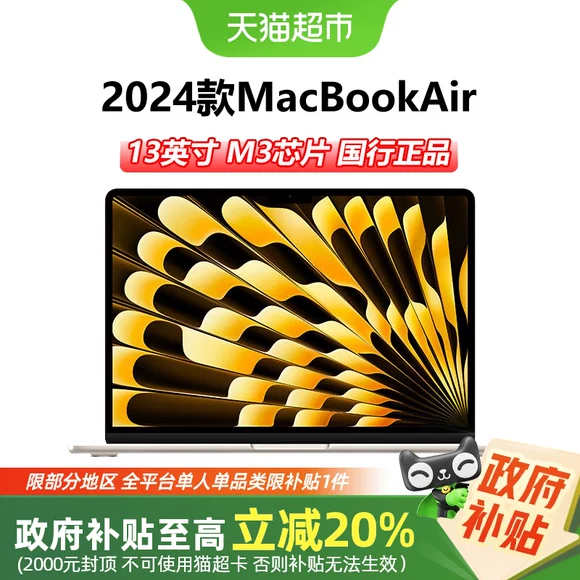 天猫超市
2024款MacBookAir
13英寸 M3芯片 国行正品
限部分地区 全平台单人单品类限补贴1件
政府补贴至高 立减20%
(2000元封顶 不可使用猫超卡 否则补贴无法生效)
政府
补贴